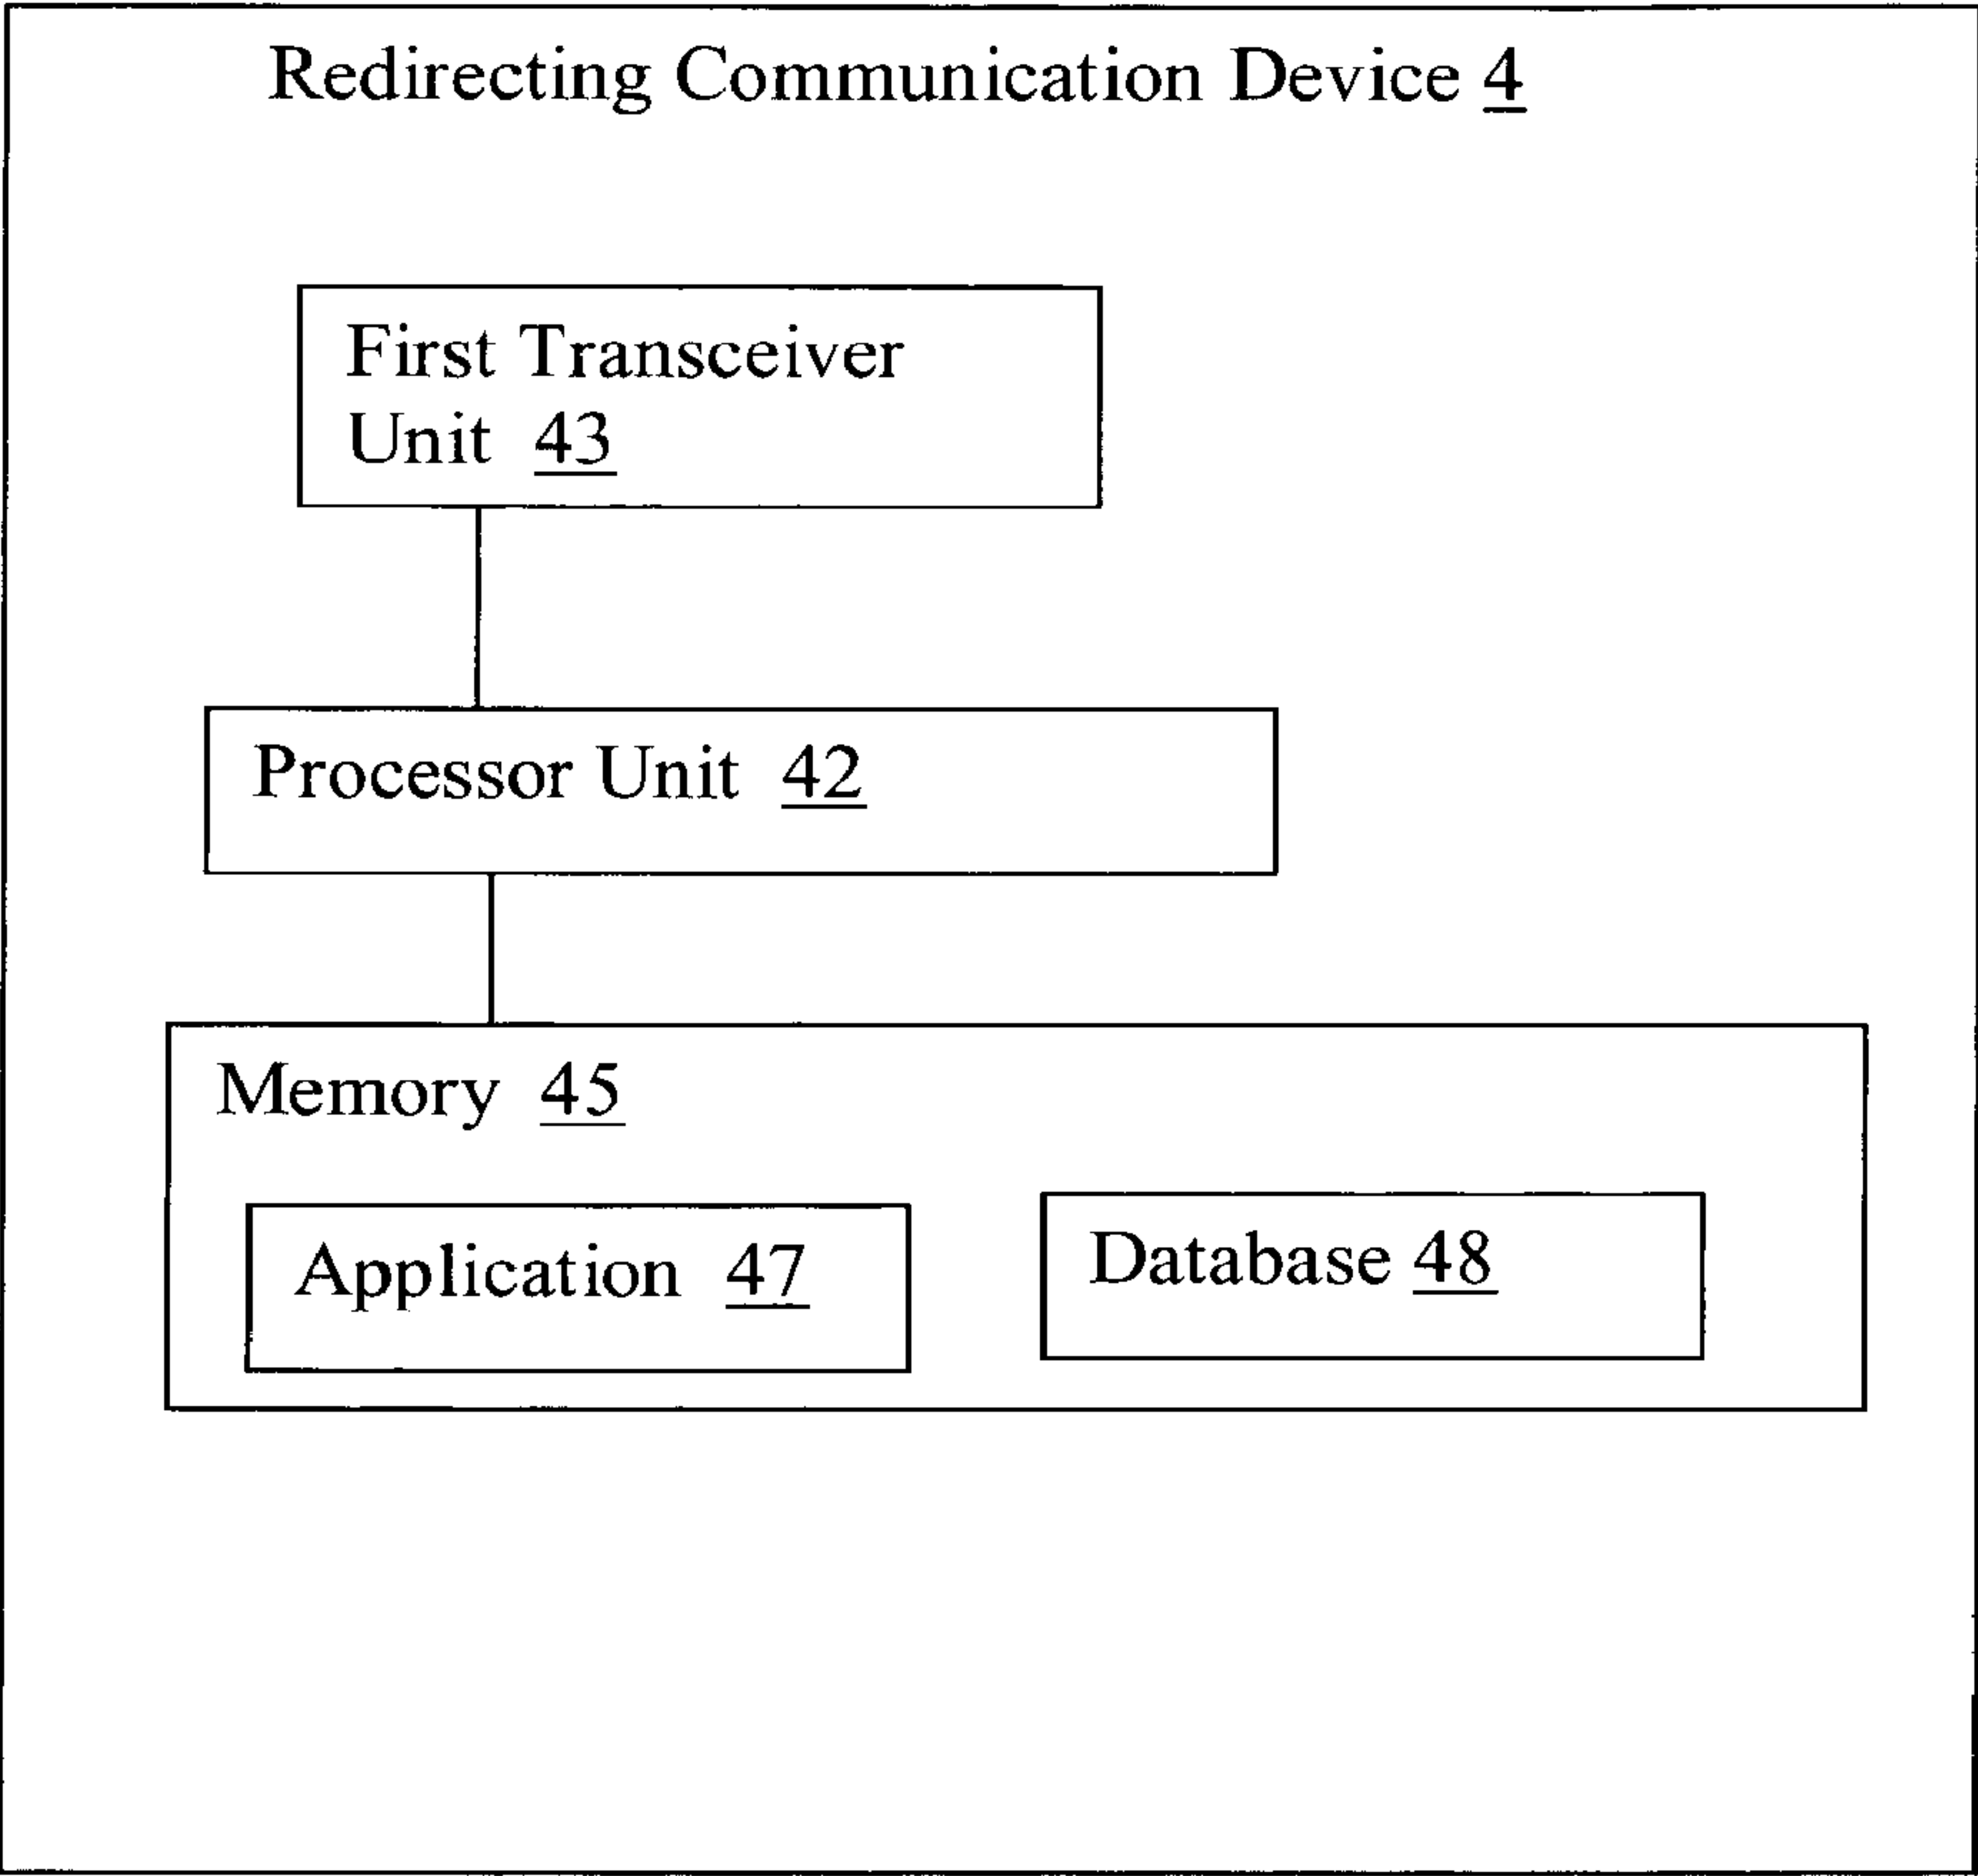 Redirecting Communication Device 4
First Transceiver
Unit 43
Processor Unit 42
Memory 45
Application 47
Database 48